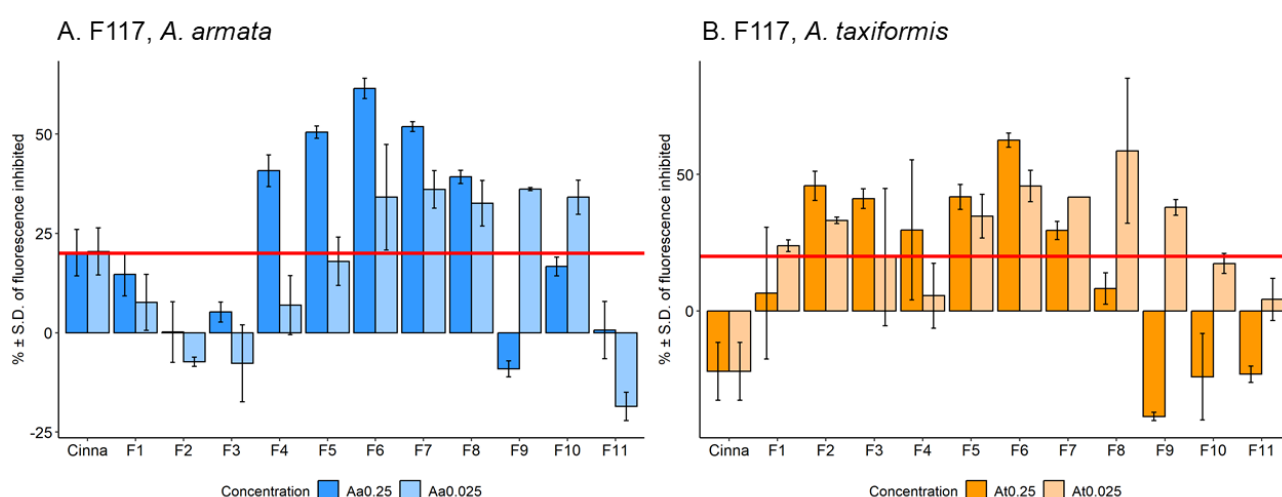 A. F117, A. armata
% ± S.D. of fluorescence inhibited
50
25
0
-25
Cinna F1 F2 F3 F4 F5 F6 F7 F8 F9 F10 F11
Concentration Aa0.25 Aa0.025
B. F117, A. taxiformis
% ± S.D. of fluorescence inhibited
50
0
Cinna F1 F2 F3 F4 F5 F6 F7 F8 F9 F10 F11
Concentration At0.25 At0.025